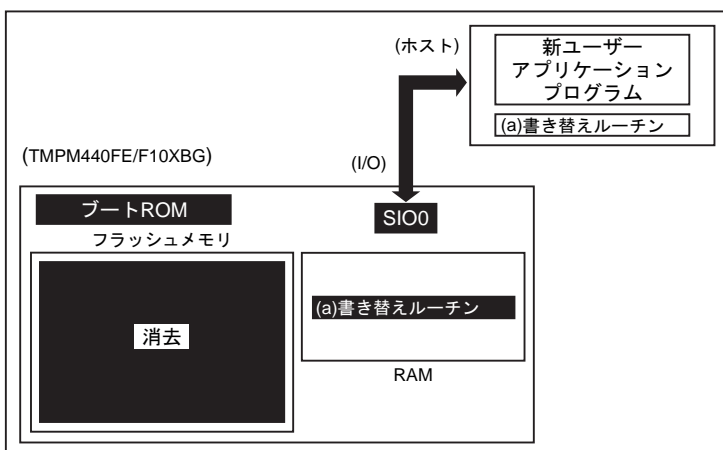 (ホスト)
新ユーザー
アプリケーション
プログラム
(a)書き替えルーチン
(TMPM440FE/F10XBG)
(I/O)
ブートROM
SIO0
フラッシュメモリ
消去
(a)書き替えルーチン
RAM